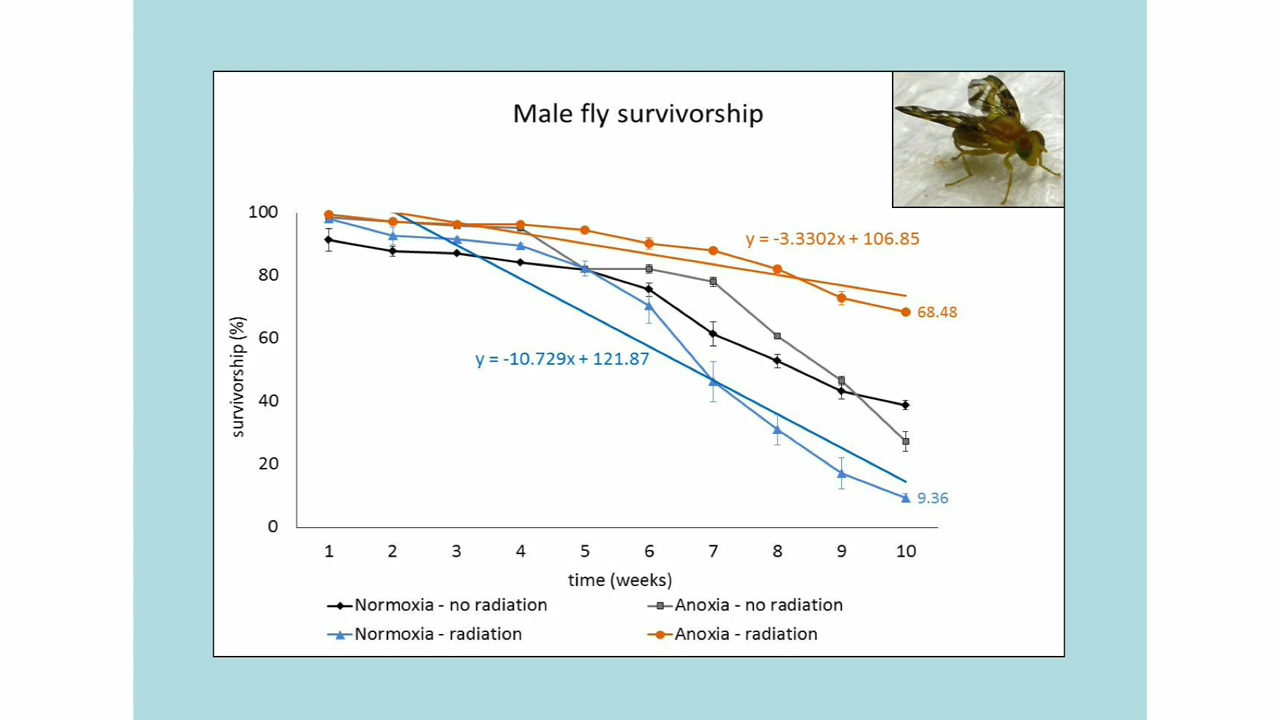 Male fly survivorship
100
80
60
40
20
0
survivorship (%)
y = -3.3302x + 106.85
68.48
y = -10.729x + 121.87
9.36
1 2 3 4 5 6 7 8 9 10
time (weeks)
Normoxia - no radiation Anoxia - no radiation
Normoxia - radiation Anoxia - radiation